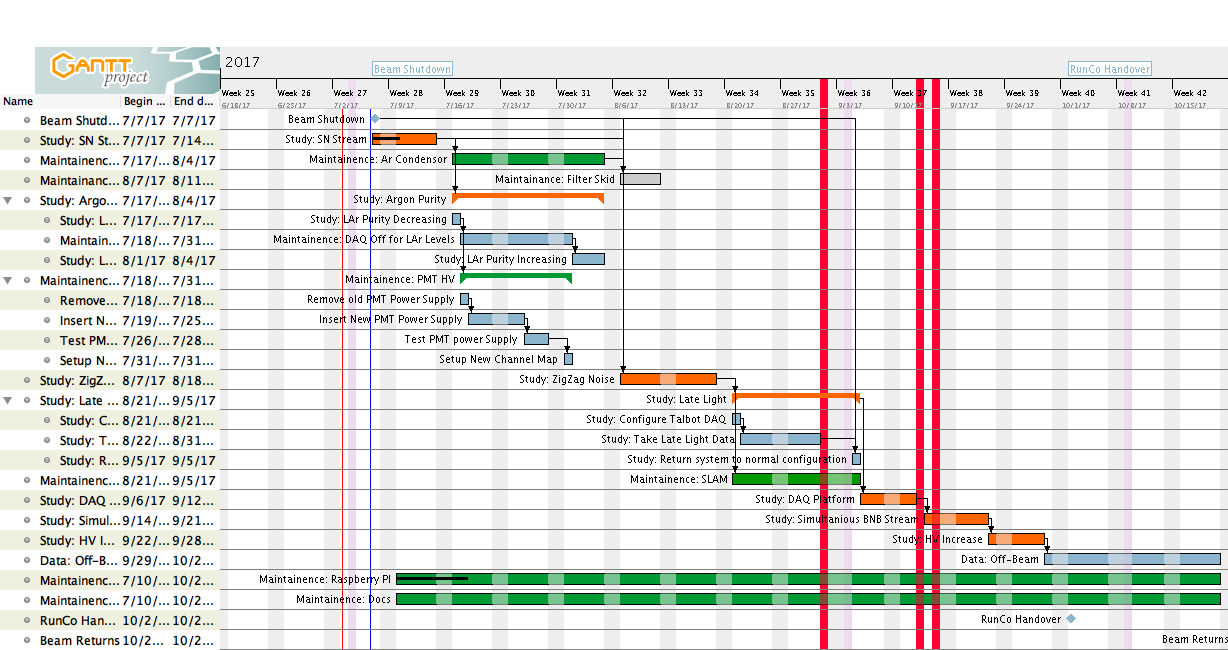 GANTT
project
2017
Beam Shutdown
RunCo Handover
Name Begin ... End d...
Week 25 Week 26 Week 27 Week 28 Week 29 Week 30 Week 31 Week 32 Week 33 Week 34 Week 35 Week 36 Week 37 Week 38 Week 39 Week 40 Week 41 Week 42
6/18/17 6/25/17 7/2/17 7/9/17 7/16/17 7/23/17 7/30/17 8/6/17 8/13/17 8/20/17 8/27/17 9/3/17 9/10/17 9/17/17 9/24/17 10/1/17 10/8/17 10/15/17
Beam Shutd... 7/7/17 7/7/17 Beam Shutdown
Study: SN St... 7/7/17 7/14... Study: SN Stream
Maintainenc... 7/17/... 8/4/17 Maintainence: Ar Condensor
Maintainanc... 8/7/17 8/11... Maintainance: Filter Skid
Study: Argo... 7/17/... 8/4/17 Study: Argon Purity
Study: L... 7/17/... 7/17... Study: LAr Purity Decreasing
Maintain... 7/18/... 7/31... Maintainence: DAQ Off for LAr Levels
Study: L... 8/1/17 8/4/17 Study: LAr Purity Increasing
Maintainenc... 7/18/... 7/31... Maintainence: PMT HV
Remove... 7/18/... 7/18... Remove old PMT Power Supply
Insert N... 7/19/... 7/25... Insert New PMT Power Supply
Test PM... 7/26/... 7/28... Test PMT power Supply
Setup N... 7/31/... 7/31... Setup New Channel Map
Study: ZigZ... 8/7/17 8/18... Study: ZigZag Noise
Study: Late ... 8/21/... 9/5/17 Study: Late Light
Study: C... 8/21/... 8/21... Study: Configure Talbot DAQ
Study: T... 8/22/... 8/31... Study: Take Late Light Data
Study: R... 9/5/17 9/5/17 Study: Return system to normal configuration
Maintainenc... 8/21/... 9/5/17 Maintainence: SLAM
Study: DAQ ... 9/6/17 9/12... Study: DAQ Platform
Study: Simul... 9/14/... 9/21... Study: Simultanious BNB Stream
Study: HV I... 9/22/... 9/28... Study: HV Increase
Data: Off-B... 9/29/... 10/2... Data: Off-Beam
Maintainenc... 7/10/... 10/2... Maintainence: Raspberry PI
Maintainenc... 7/10/... 10/2... Maintainence: Docs
RunCo Han... 10/2/... 10/2... RunCo Handover
Beam Returns 10/2... 10/2... Beam Returns